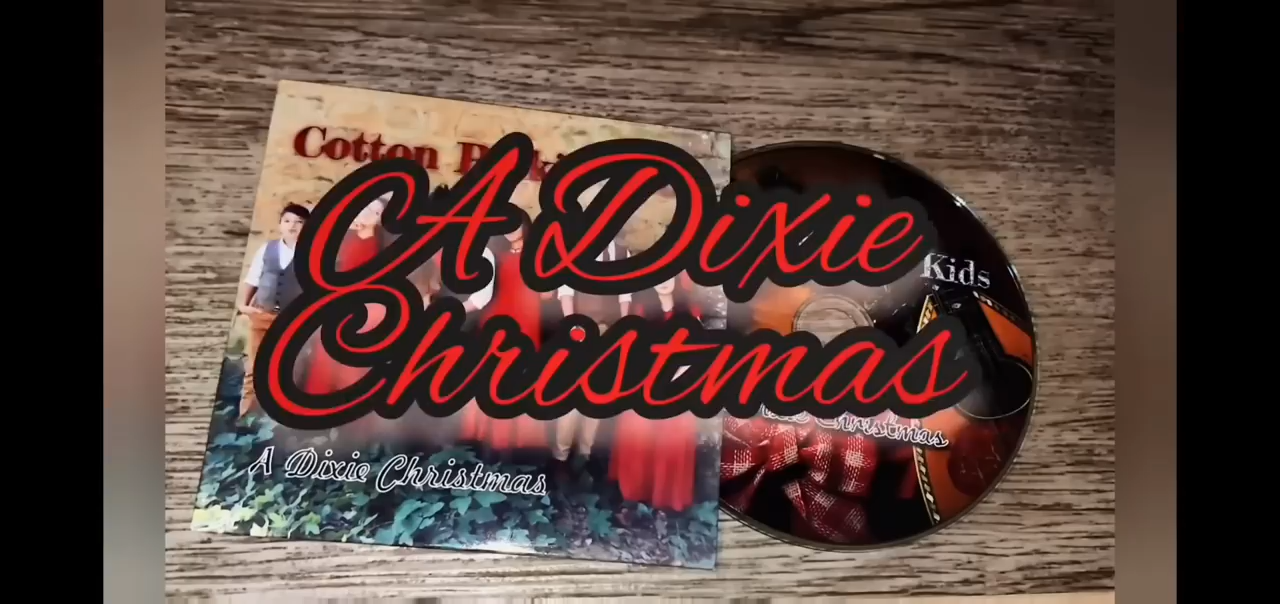 Cotton
A Dixie
Christmas
Kids
Christmas
A Dixie Christmas